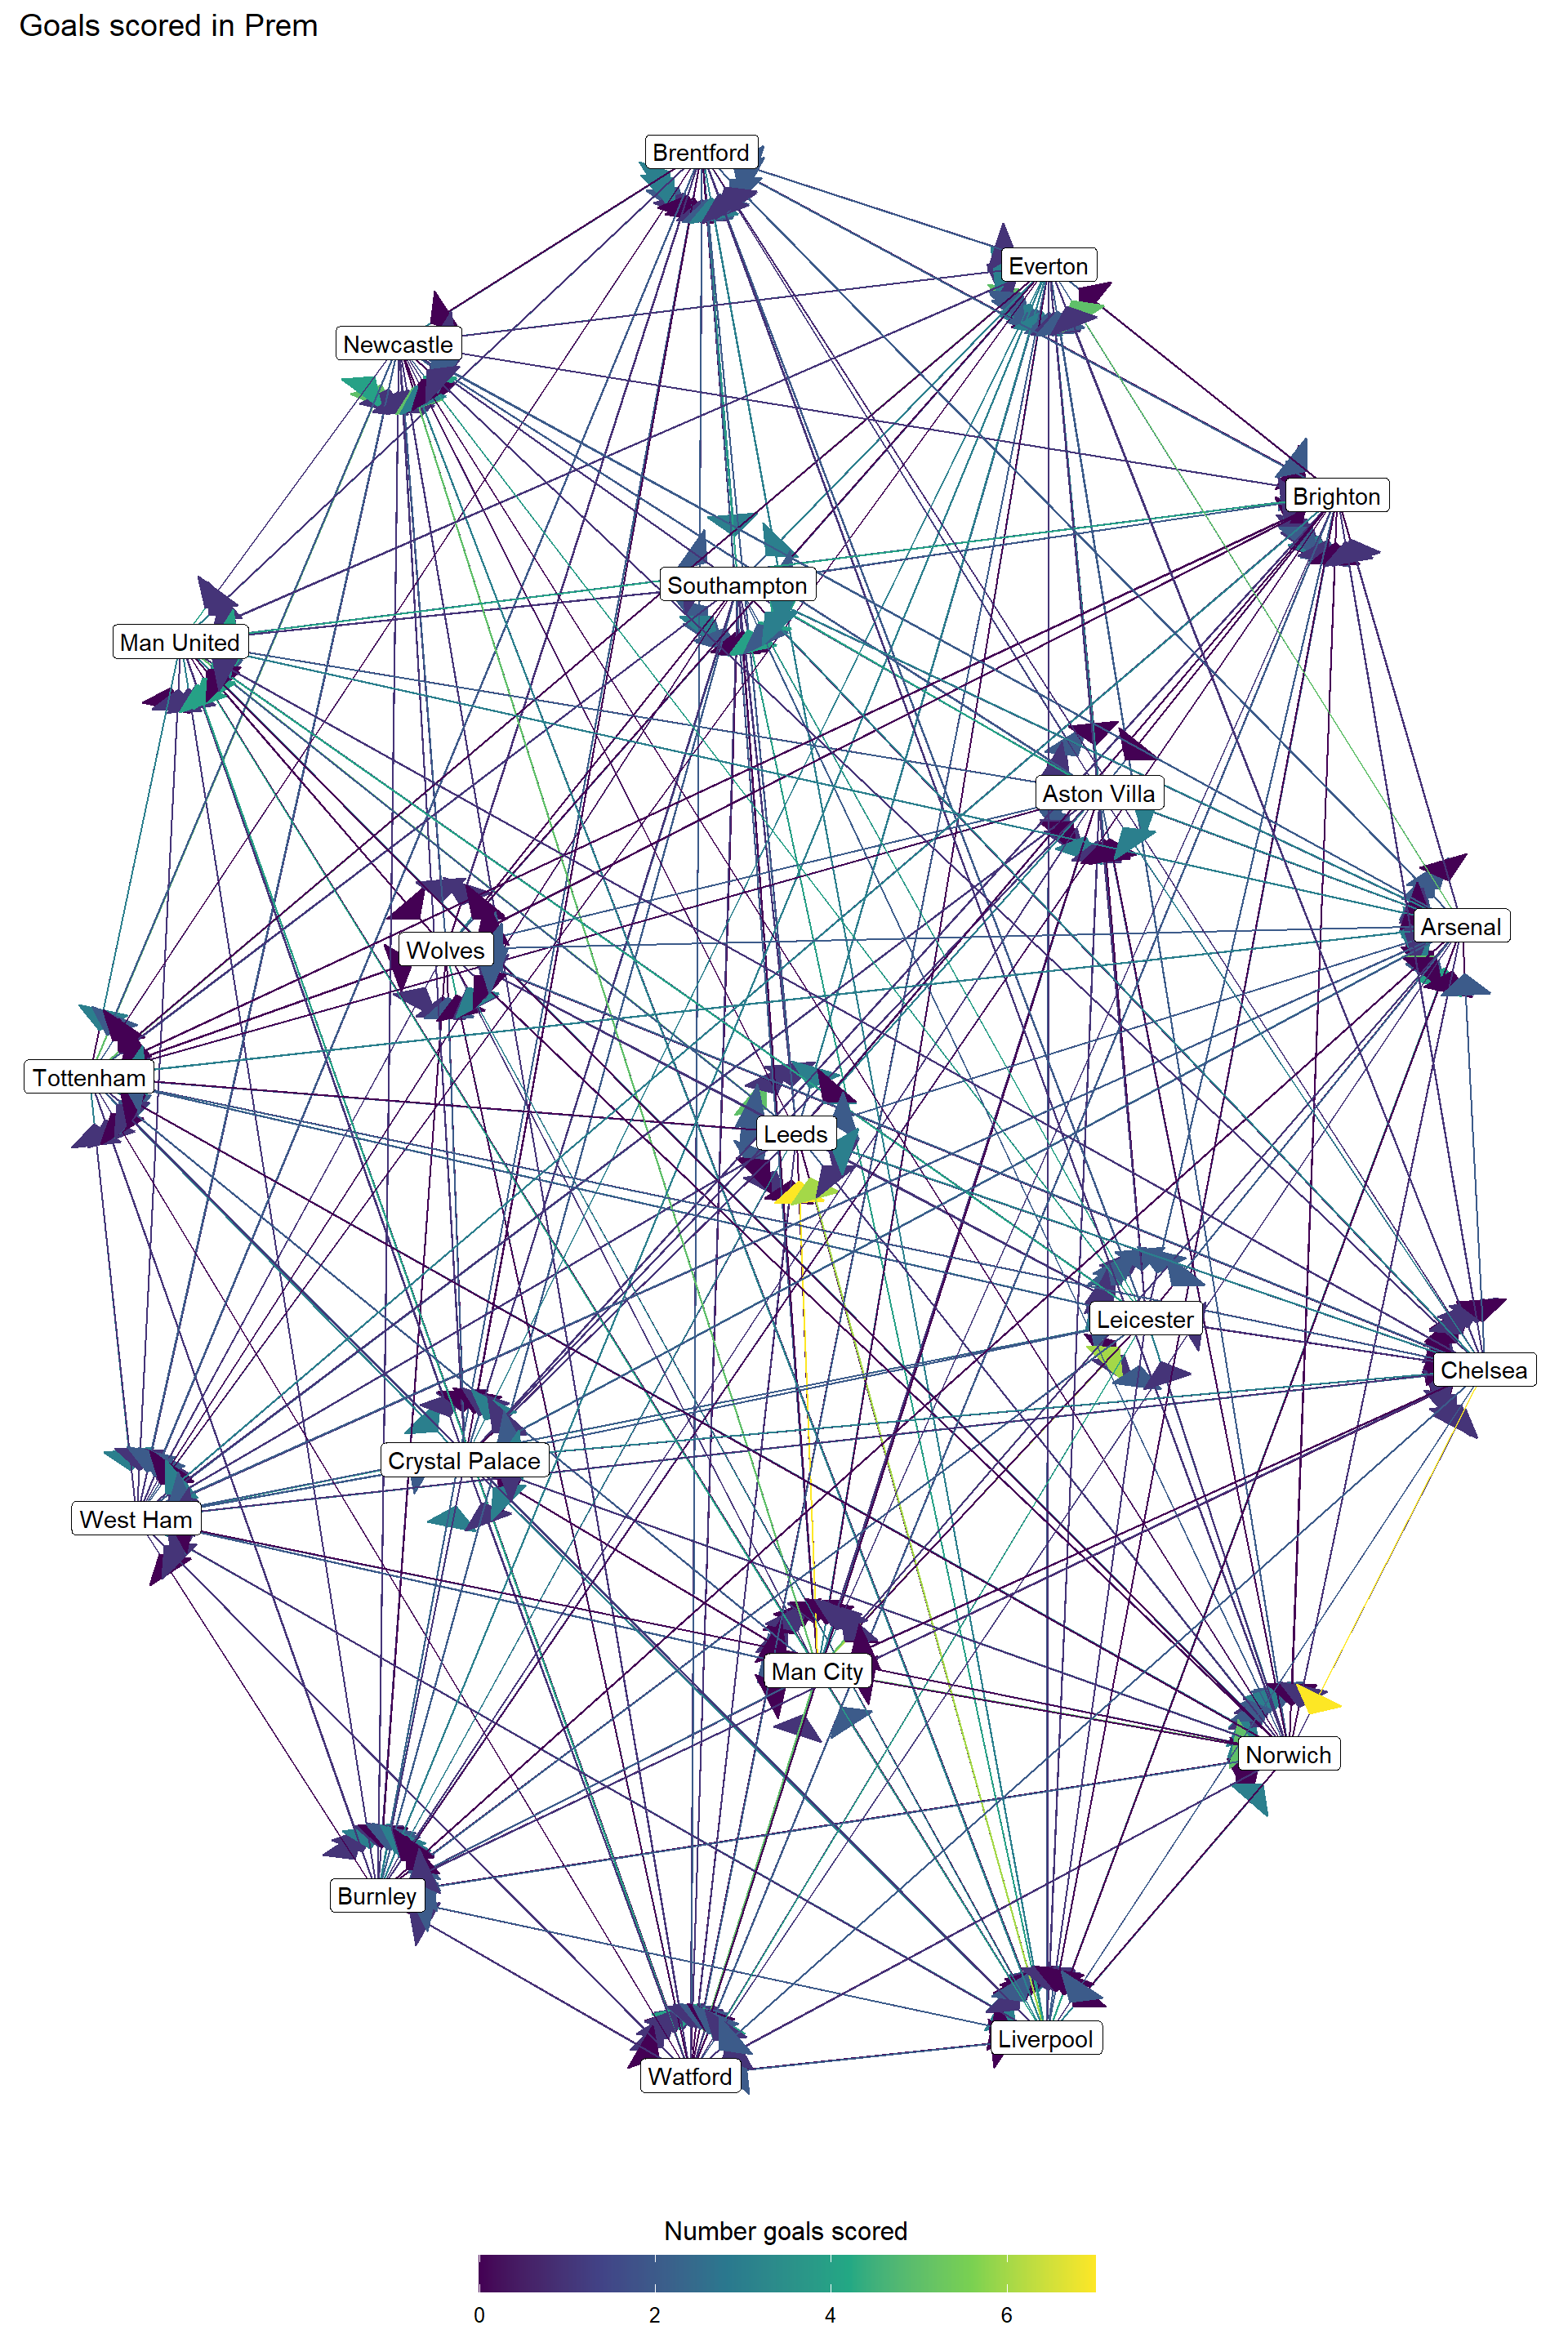 Goals scored in Prem
Brentford
Everton
Newcastle
Brighton
Southampton
Man United
Aston Villa
Arsenal
Wolves
Tottenham
Leeds
Leicester
Chelsea
Crystal Palace
West Ham
Man City
Norwich
Burnley
Liverpool
Watford
Number goals scored
0 2 4 6